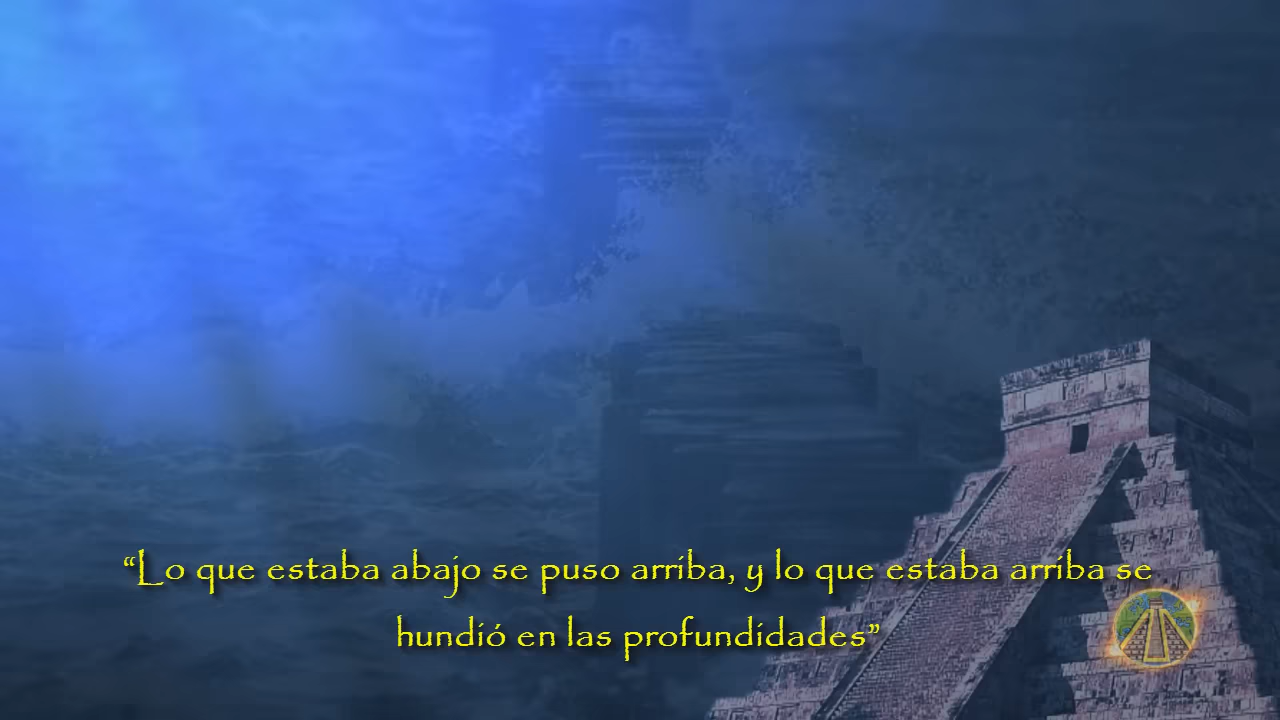 “Lo que estaba abajo se puso arriba, y lo que estaba arriba se
hundió en las profundidades”